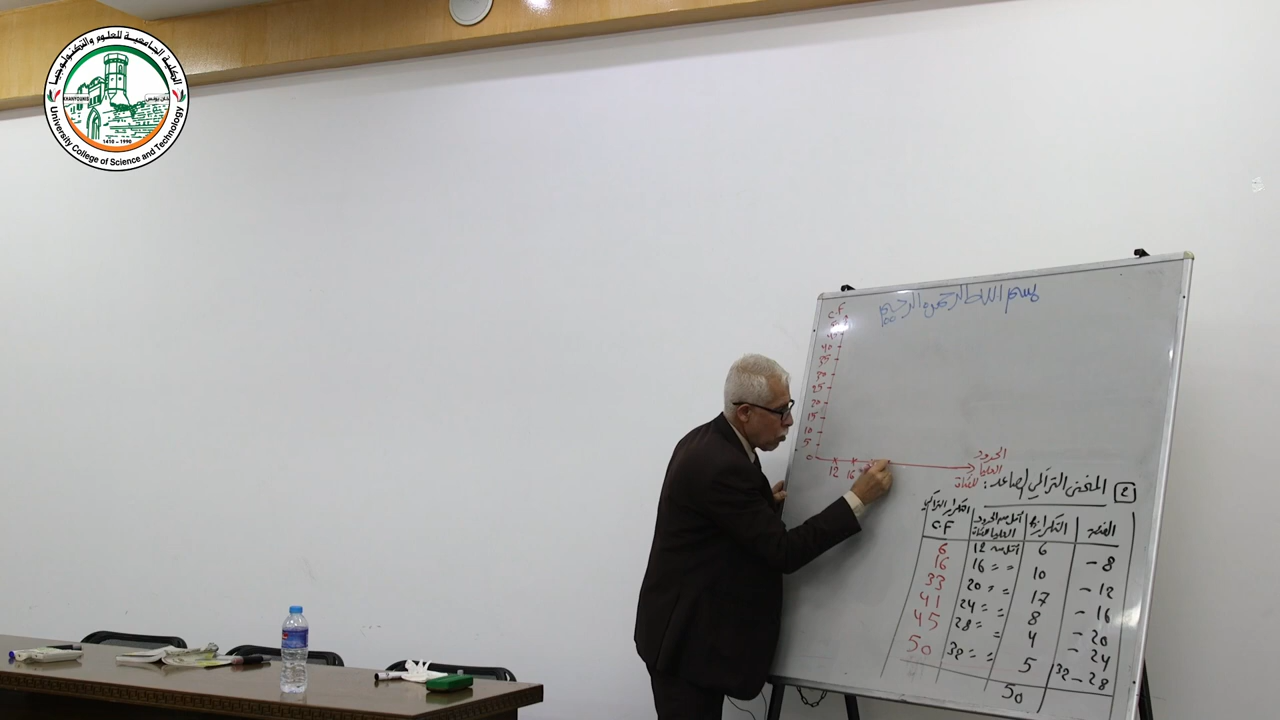 الكلية الجامعية للعلوم والتكنولوجيا
KHANYOUNIS
خان يونس
1410 - 1990
University College of Science and Technology
بسم الله الرحمن الرحيم
C.F
40
35
30
25
20
15
10
5
0
12 16
الحدود
العليا
للفئات
2 المنحنى التراكمي الصاعد:
الفئة التكرار أقل من الحدود العليا للفئات التكرار التراكمي C.F
8 - 6 أقل من 12 6
12 - 10 " " 16 16
16 - 17 " " 20 33
20 - 8 " " 24 41
24 - 4 " " 28 45
28 - 32 5 " " 32 50
50